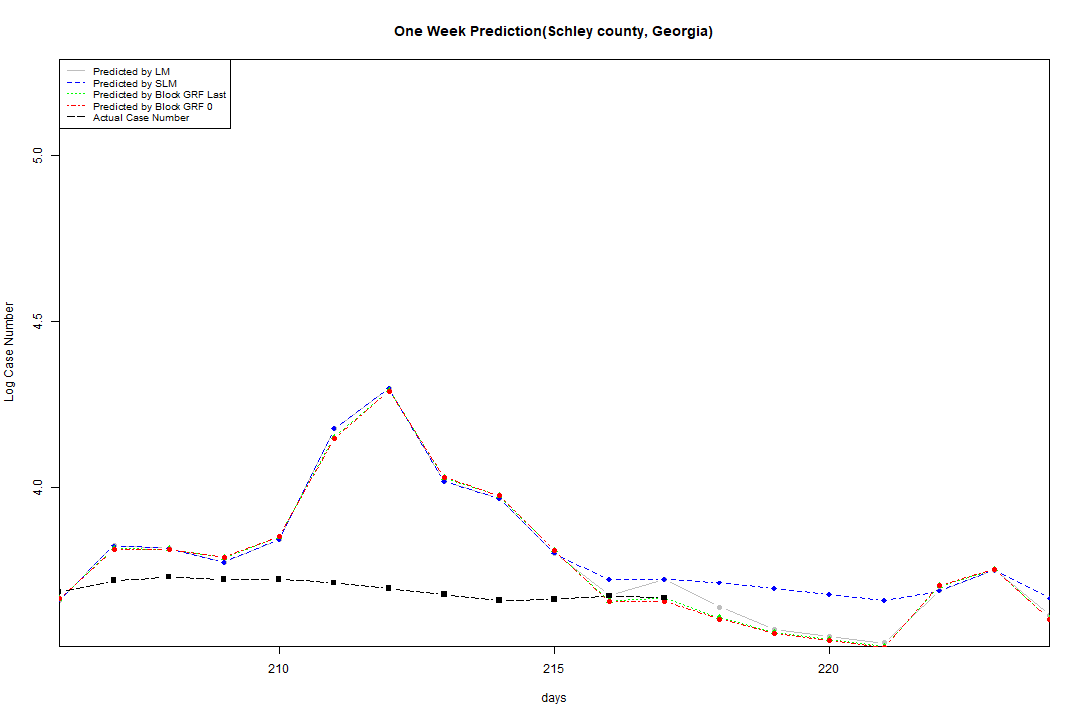 One Week Prediction(Schley county, Georgia)
Predicted by LM
Predicted by SLM
Predicted by Block GRF Last
Predicted by Block GRF 0
Actual Case Number
5.0
4.5
4.0
Log Case Number
210 215 220
days